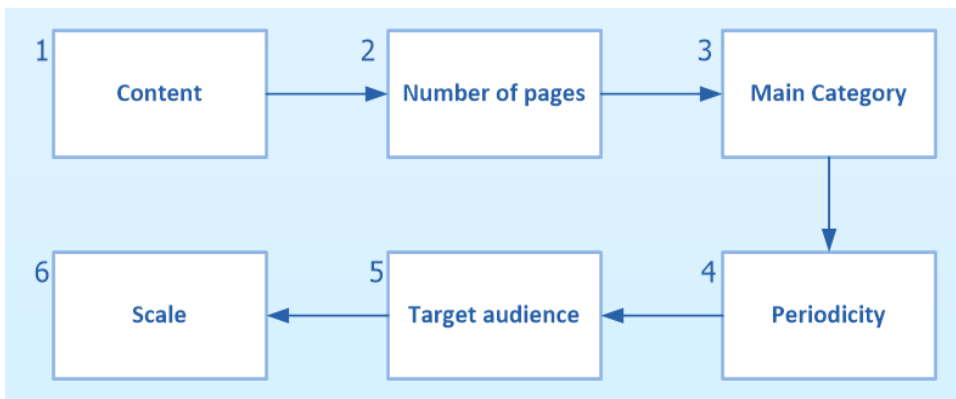 1
Content
2
Number of pages
3
Main Category
4
Periodicity
5
Target audience
6
Scale